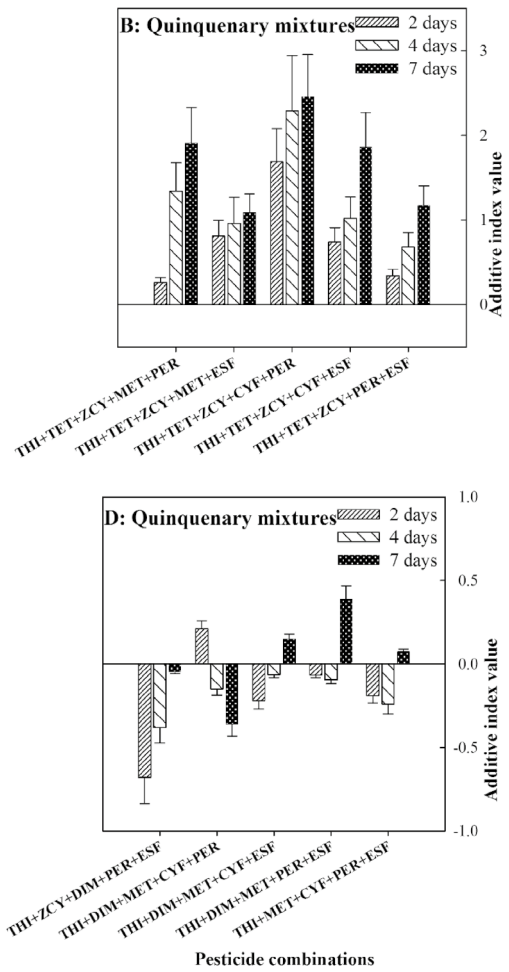 B: Quinquenary mixtures
2 days
4 days
7 days
3
2
1
0
Additive index value
THI+TET+ZCY+MET+PER
THI+TET+ZCY+MET+ESF
THI+TET+ZCY+CYF+PER
THI+TET+ZCY+CYF+ESF
THI+TET+ZCY+PER+ESF
D: Quinquenary mixtures
2 days
4 days
7 days
1.0
0.5
0.0
-0.5
-1.0
Additive index value
THI+ZCY+DIM+PER+ESF
THI+DIM+MET+CYF+PER
THI+DIM+MET+CYF+ESF
THI+DIM+MET+PER+ESF
THI+MET+CYF+PER+ESF
Pesticide combinations